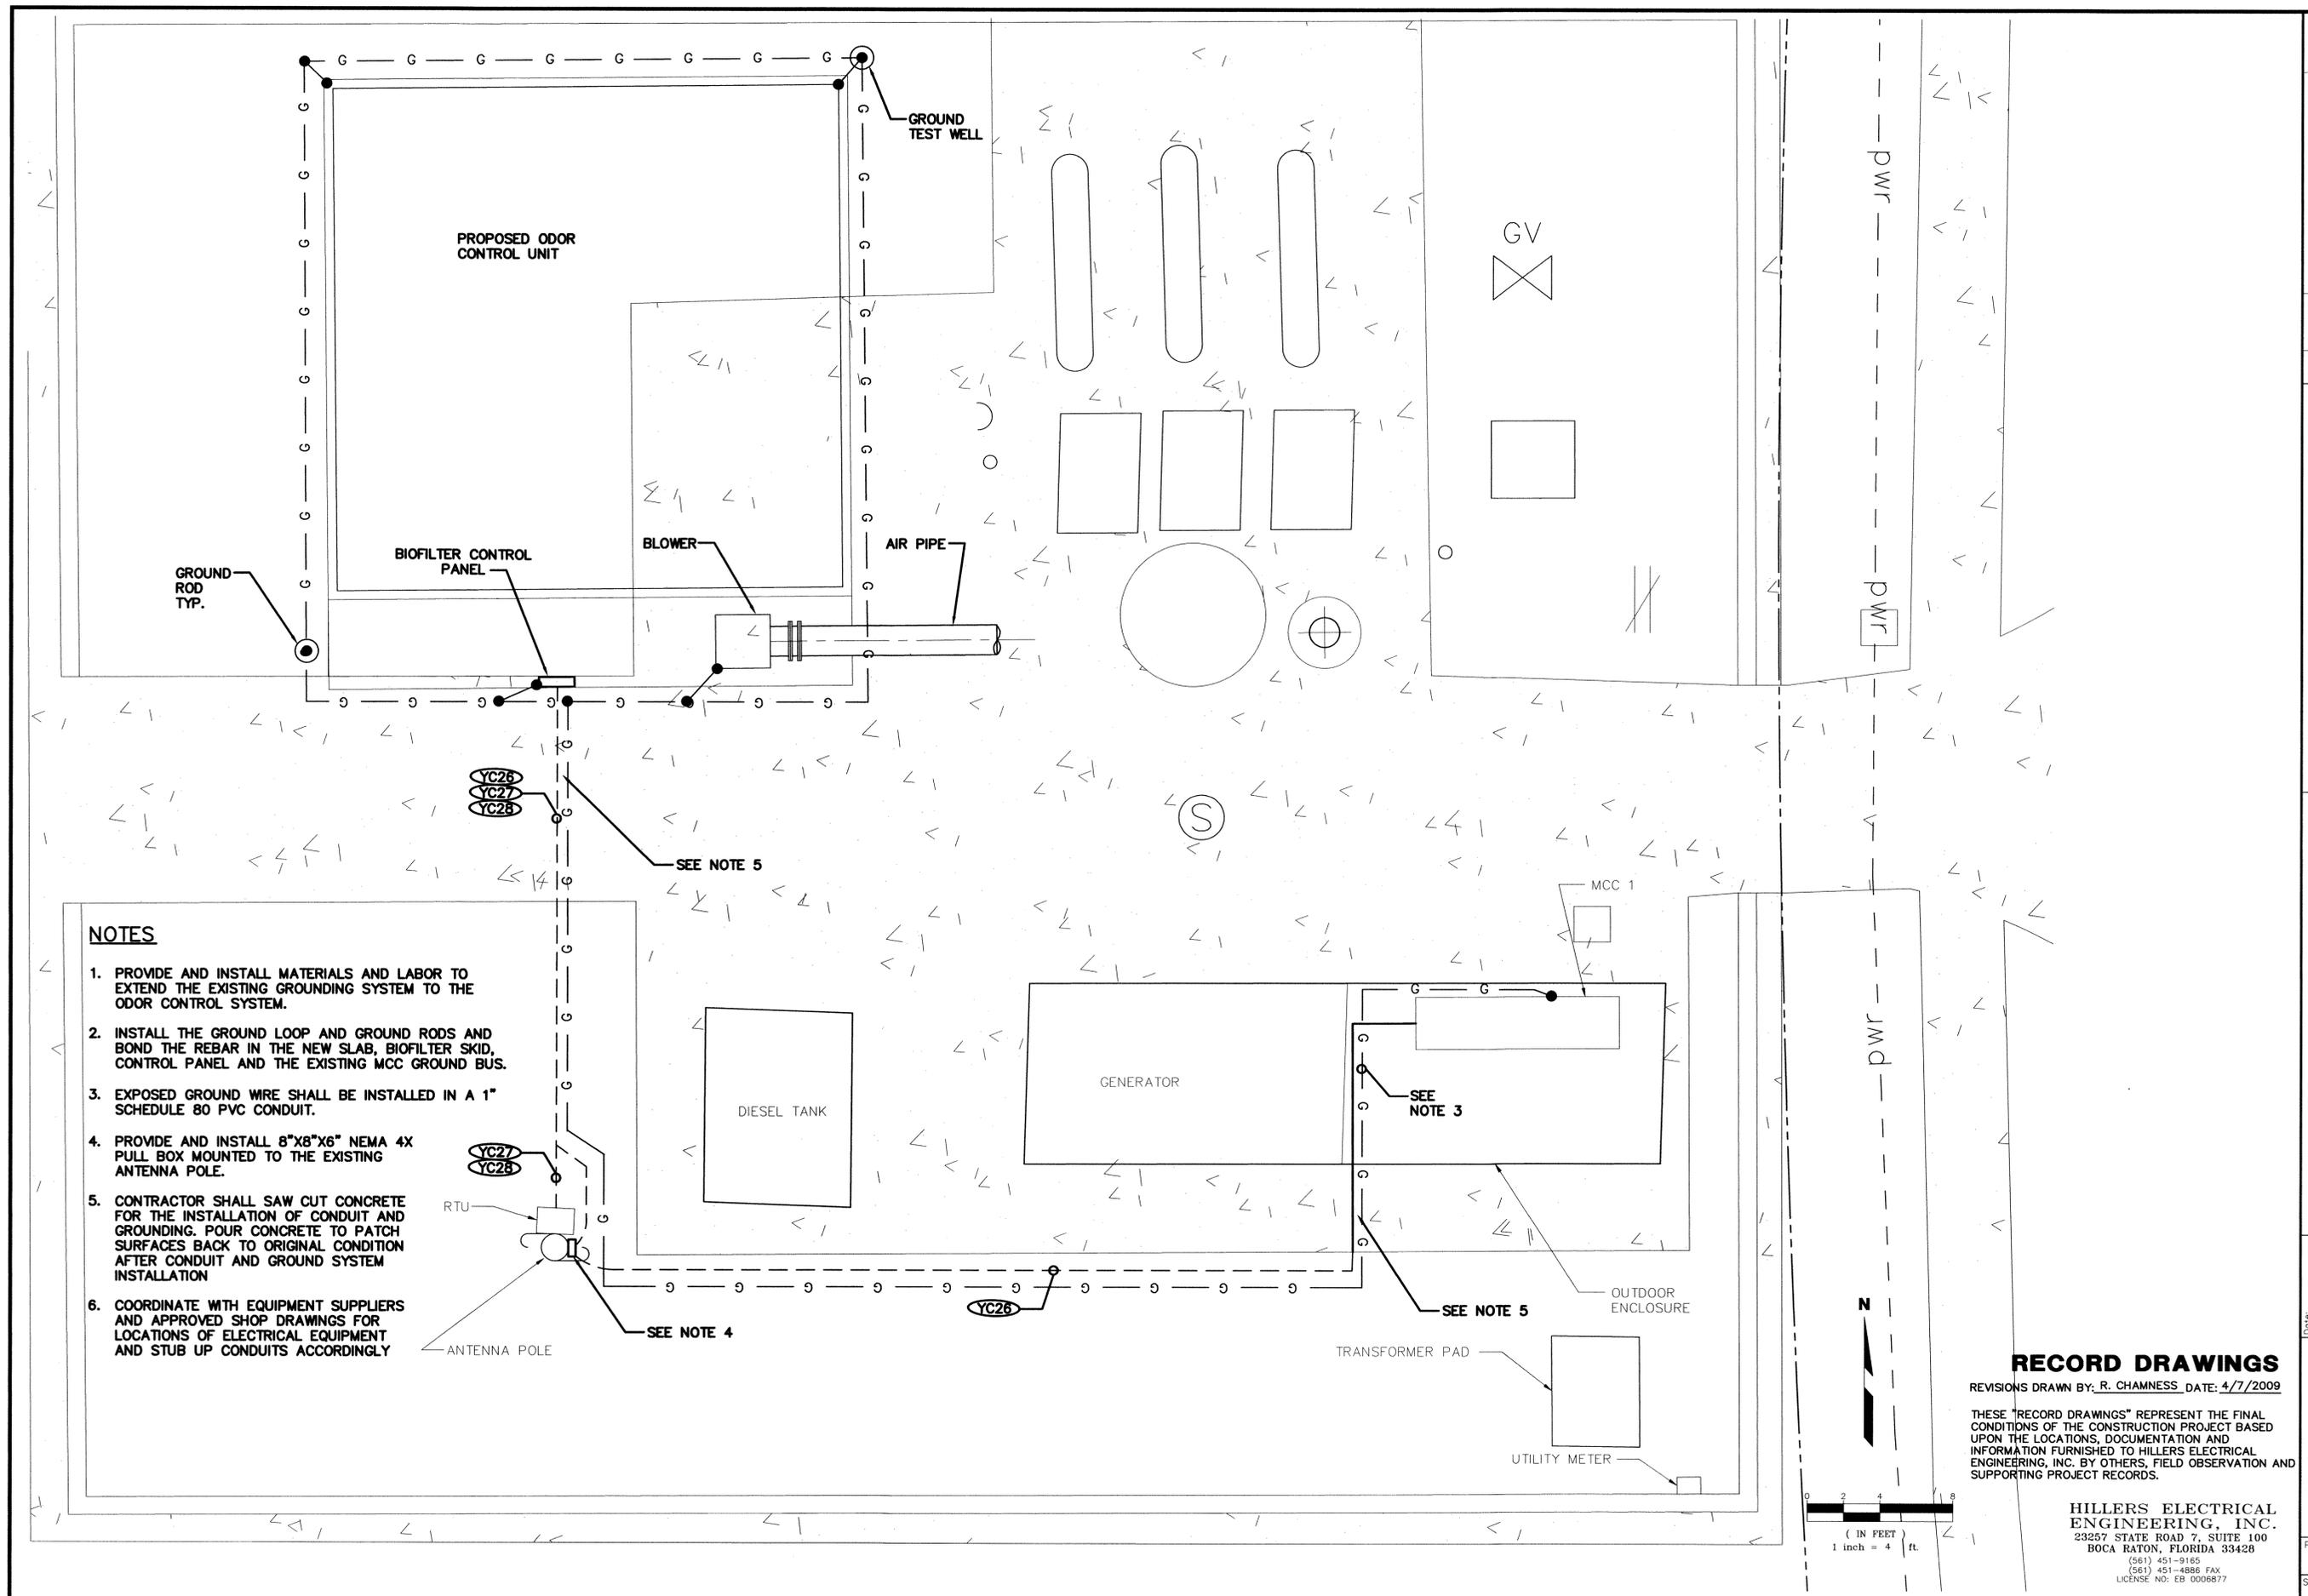 GROUND
TEST WELL
PROPOSED ODOR
CONTROL UNIT
GV
pwr
BIOFILTER CONTROL
PANEL
BLOWER
AIR PIPE
GROUND
ROD
TYP.
pwr
YC26
YC27
YC28
S
SEE NOTE 5
MCC 1
NOTES
1. PROVIDE AND INSTALL MATERIALS AND LABOR TO
EXTEND THE EXISTING GROUNDING SYSTEM TO THE
ODOR CONTROL SYSTEM.
2. INSTALL THE GROUND LOOP AND GROUND RODS AND
BOND THE REBAR IN THE NEW SLAB, BIOFILTER SKID,
CONTROL PANEL AND THE EXISTING MCC GROUND BUS.
3. EXPOSED GROUND WIRE SHALL BE INSTALLED IN A 1"
SCHEDULE 80 PVC CONDUIT.
4. PROVIDE AND INSTALL 8"X8"X6" NEMA 4X
PULL BOX MOUNTED TO THE EXISTING
ANTENNA POLE.
5. CONTRACTOR SHALL SAW CUT CONCRETE
FOR THE INSTALLATION OF CONDUIT AND
GROUNDING. POUR CONCRETE TO PATCH
SURFACES BACK TO ORIGINAL CONDITION
AFTER CONDUIT AND GROUND SYSTEM
INSTALLATION
6. COORDINATE WITH EQUIPMENT SUPPLIERS
AND APPROVED SHOP DRAWINGS FOR
LOCATIONS OF ELECTRICAL EQUIPMENT
AND STUB UP CONDUITS ACCORDINGLY
pwr
GENERATOR
DIESEL TANK
SEE
NOTE 3
YC27
YC28
RTU
ANTENNA POLE
SEE NOTE 4
YC26
SEE NOTE 5
OUTDOOR
ENCLOSURE
TRANSFORMER PAD
UTILITY METER
N
RECORD DRAWINGS
REVISIONS DRAWN BY: R. CHAMNESS DATE: 4/7/2009
THESE "RECORD DRAWINGS" REPRESENT THE FINAL
CONDITIONS OF THE CONSTRUCTION PROJECT BASED
UPON THE LOCATIONS, DOCUMENTATION AND
INFORMATION FURNISHED TO HILLERS ELECTRICAL
ENGINEERING, INC. BY OTHERS, FIELD OBSERVATION AND
SUPPORTING PROJECT RECORDS.
0 2 4 8
( IN FEET )
1 inch = 4 ft.
HILLERS ELECTRICAL
ENGINEERING, INC.
23257 STATE ROAD 7, SUITE 100
BOCA RATON, FLORIDA 33428
(561) 451-9165
(561) 451-4886 FAX
LICENSE NO: EB 0006877